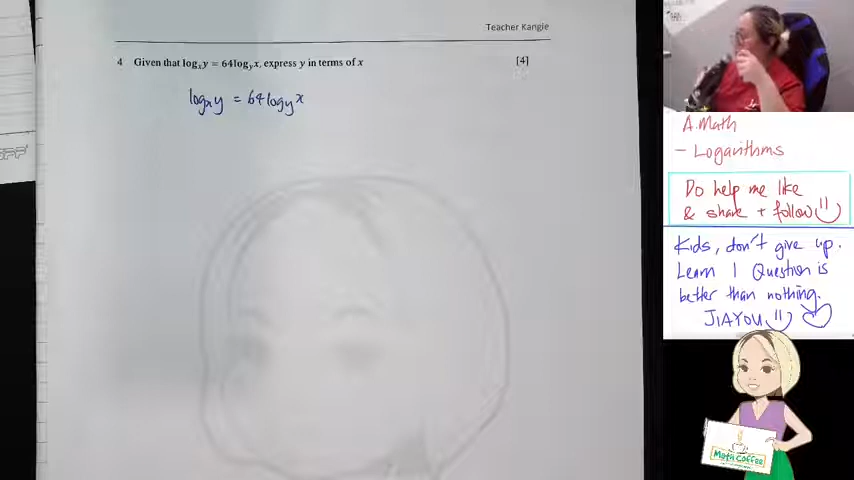 Teacher Kangie
4 Given that logₓy = 64logᵧx, express y in terms of x [4]
logₓy = 64logᵧx
A.Math
- Logarithms
Do help me like
& share + follow
Kids, don't give up.
Learn 1 Question is
better than nothing.
JIAYOU
Math Coffee